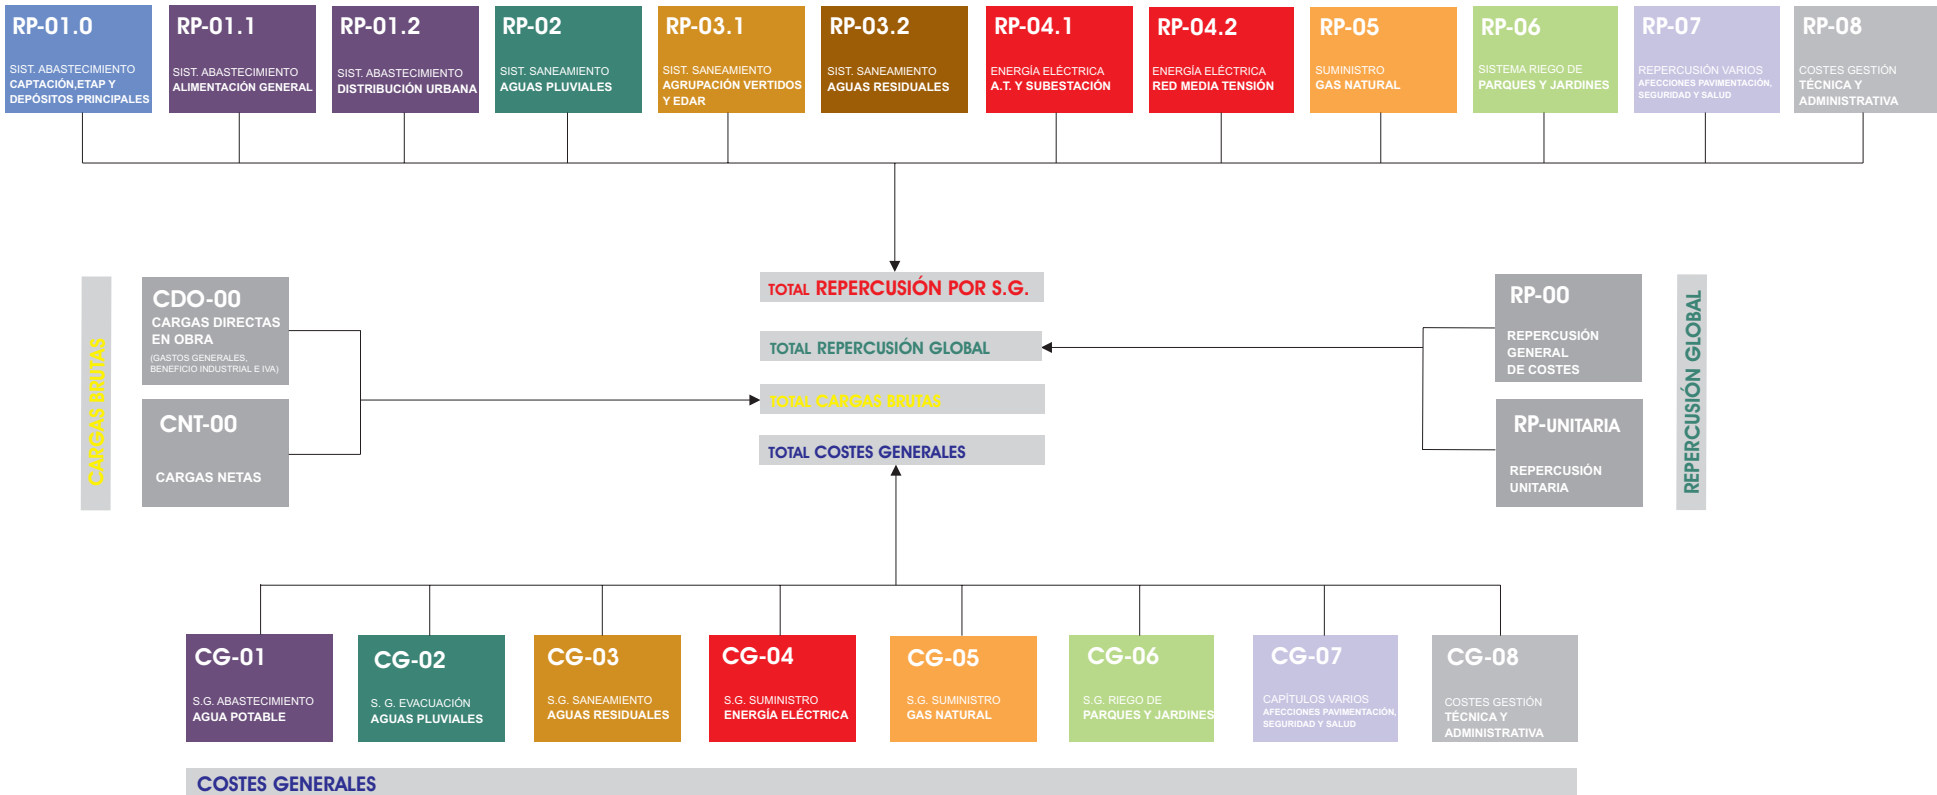 RP-01.0
SIST. ABASTECIMIENTO
CAPTACIÓN,ETAP Y
DEPÓSITOS PRINCIPALES
RP-01.1
SIST. ABASTECIMIENTO
ALIMENTACIÓN GENERAL
RP-01.2
SIST. ABASTECIMIENTO
DISTRIBUCIÓN URBANA
RP-02
SIST. SANEAMIENTO
AGUAS PLUVIALES
RP-03.1
SIST. SANEAMIENTO
AGRUPACIÓN VERTIDOS
Y EDAR
RP-03.2
SIST. SANEAMIENTO
AGUAS RESIDUALES
RP-04.1
ENERGÍA ELÉCTRICA
A.T. Y SUBESTACIÓN
RP-04.2
ENERGÍA ELÉCTRICA
RED MEDIA TENSIÓN
RP-05
SUMINISTRO
GAS NATURAL
RP-06
SISTEMA RIEGO DE
PARQUES Y JARDINES
RP-07
REPERCUSIÓN VARIOS
AFECCIONES PAVIMENTACIÓN,
SEGURIDAD Y SALUD
RP-08
COSTES GESTIÓN
TÉCNICA Y
ADMINISTRATIVA
CARGAS BRUTAS
CDO-00
CARGAS DIRECTAS
EN OBRA
(GASTOS GENERALES,
BENEFICIO INDUSTRIAL E IVA)
CNT-00
CARGAS NETAS
TOTAL REPERCUSIÓN POR S.G.
TOTAL REPERCUSIÓN GLOBAL
TOTAL CARGAS BRUTAS
TOTAL COSTES GENERALES
RP-00
REPERCUSIÓN
GENERAL
DE COSTES
RP-UNITARIA
REPERCUSIÓN
UNITARIA
REPERCUSIÓN GLOBAL
CG-01
S.G. ABASTECIMIENTO
AGUA POTABLE
CG-02
S. G. EVACUACIÓN
AGUAS PLUVIALES
CG-03
S.G. SANEAMIENTO
AGUAS RESIDUALES
CG-04
S.G. SUMINISTRO
ENERGÍA ELÉCTRICA
CG-05
S.G. SUMINISTRO
GAS NATURAL
CG-06
S.G. RIEGO DE
PARQUES Y JARDINES
CG-07
CAPÍTULOS VARIOS
AFECCIONES PAVIMENTACIÓN,
SEGURIDAD Y SALUD
CG-08
COSTES GESTIÓN
TÉCNICA Y
ADMINISTRATIVA
COSTES GENERALES